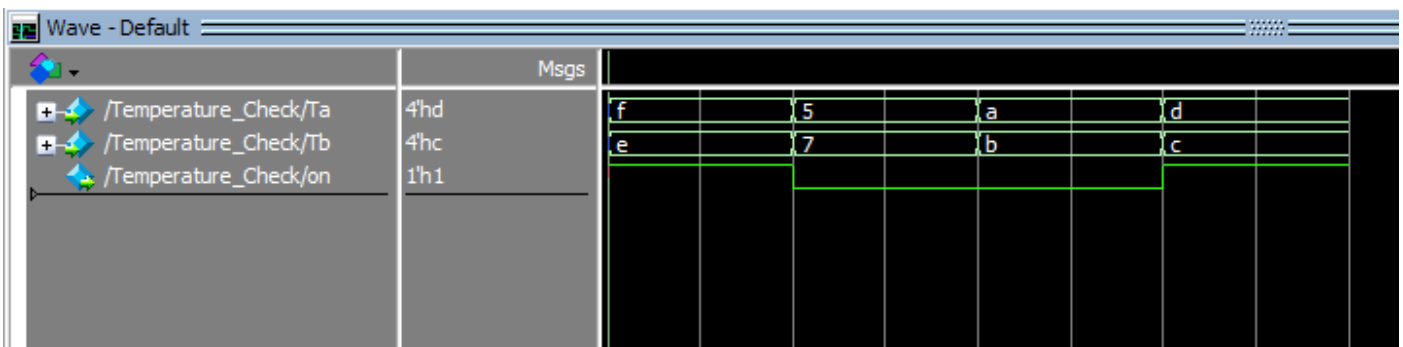 Wave - Default
Msgs
/Temperature_Check/Ta 4'hd f 5 a d
/Temperature_Check/Tb 4'hc e 7 b c
/Temperature_Check/on 1'h1